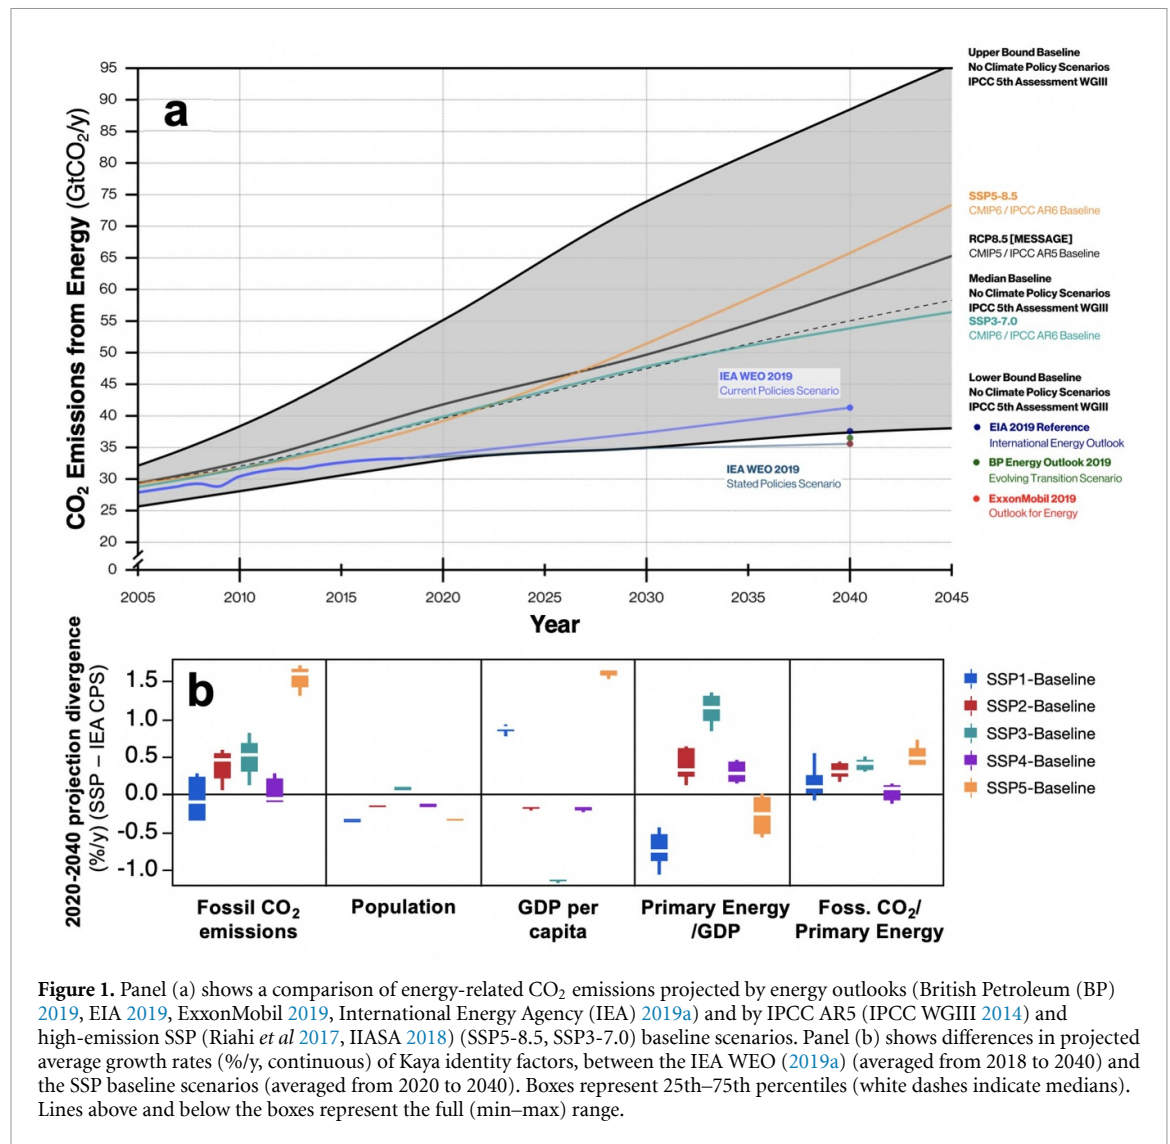 a
CO2 Emissions from Energy (GtCO2/y)
95
90
85
80
75
70
65
60
55
50
45
40
35
30
25
20
0
2005
2010
2015
2020
2025
2030
2035
2040
2045
Year
IEA WEO 2019
Current Policies Scenario
IEA WEO 2019
Stated Policies Scenario
Upper Bound Baseline
No Climate Policy Scenarios
IPCC 5th Assessment WGIII
SSP5-8.5
CMIP6 / IPCC AR6 Baseline
RCP8.5 [MESSAGE]
CMIP5 / IPCC AR5 Baseline
Median Baseline
No Climate Policy Scenarios
IPCC 5th Assessment WGIII
SSP3-7.0
CMIP6 / IPCC AR6 Baseline
Lower Bound Baseline
No Climate Policy Scenarios
IPCC 5th Assessment WGIII
EIA 2019 Reference
International Energy Outlook
BP Energy Outlook 2019
Evolving Transition Scenario
ExxonMobil 2019
Outlook for Energy
b
2020-2040 projection divergence
(%/y) (SSP – IEA CPS)
1.5
1.0
0.5
0.0
-0.5
-1.0
Fossil CO2
emissions
Population
GDP per
capita
Primary Energy
/GDP
Foss. CO2/
Primary Energy
SSP1-Baseline
SSP2-Baseline
SSP3-Baseline
SSP4-Baseline
SSP5-Baseline
Figure 1. Panel (a) shows a comparison of energy-related CO2 emissions projected by energy outlooks (British Petroleum (BP)
2019, EIA 2019, ExxonMobil 2019, International Energy Agency (IEA) 2019a) and by IPCC AR5 (IPCC WGIII 2014) and
high-emission SSP (Riahi et al 2017, IIASA 2018) (SSP5-8.5, SSP3-7.0) baseline scenarios. Panel (b) shows differences in projected
average growth rates (%/y, continuous) of Kaya identity factors, between the IEA WEO (2019a) (averaged from 2018 to 2040) and
the SSP baseline scenarios (averaged from 2020 to 2040). Boxes represent 25th–75th percentiles (white dashes indicate medians).
Lines above and below the boxes represent the full (min–max) range.